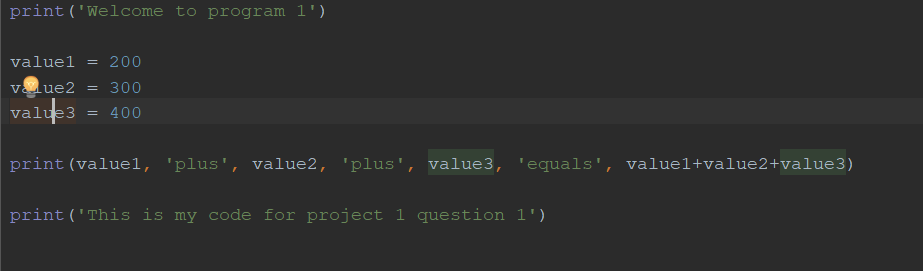 print('Welcome to program 1')
value1 = 200
value2 = 300
value3 = 400
print(value1, 'plus', value2, 'plus', value3, 'equals', value1+value2+value3)
print('This is my code for project 1 question 1')